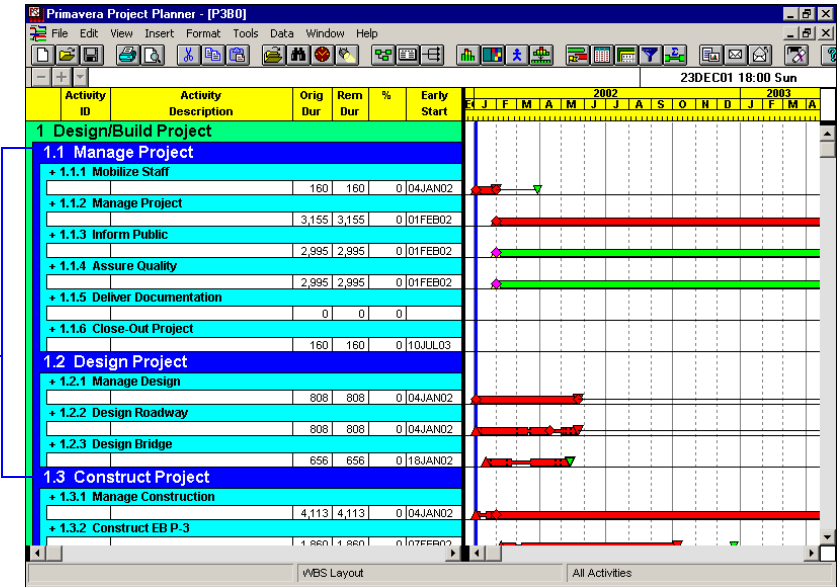 Primavera Project Planner - [P3B0]
File Edit View Insert Format Tools Data Window Help
23DEC01 18:00 Sun
Activity ID Activity Description Orig Dur Rem Dur % Early Start
2002 2003
J F M A M J J A S O N D J F M A
1 Design/Build Project
1.1 Manage Project
+ 1.1.1 Mobilize Staff
160 160 0 04JAN02
+ 1.1.2 Manage Project
3,155 3,155 0 01FEB02
+ 1.1.3 Inform Public
2,995 2,995 0 01FEB02
+ 1.1.4 Assure Quality
2,995 2,995 0 01FEB02
+ 1.1.5 Deliver Documentation
0 0 0
+ 1.1.6 Close-Out Project
160 160 0 10JUL03
1.2 Design Project
+ 1.2.1 Manage Design
808 808 0 04JAN02
+ 1.2.2 Design Roadway
808 808 0 04JAN02
+ 1.2.3 Design Bridge
656 656 0 18JAN02
1.3 Construct Project
+ 1.3.1 Manage Construction
4,113 4,113 0 04JAN02
+ 1.3.2 Construct EB P-3
1,860 1,860 0 07FEB02
WBS Layout All Activities